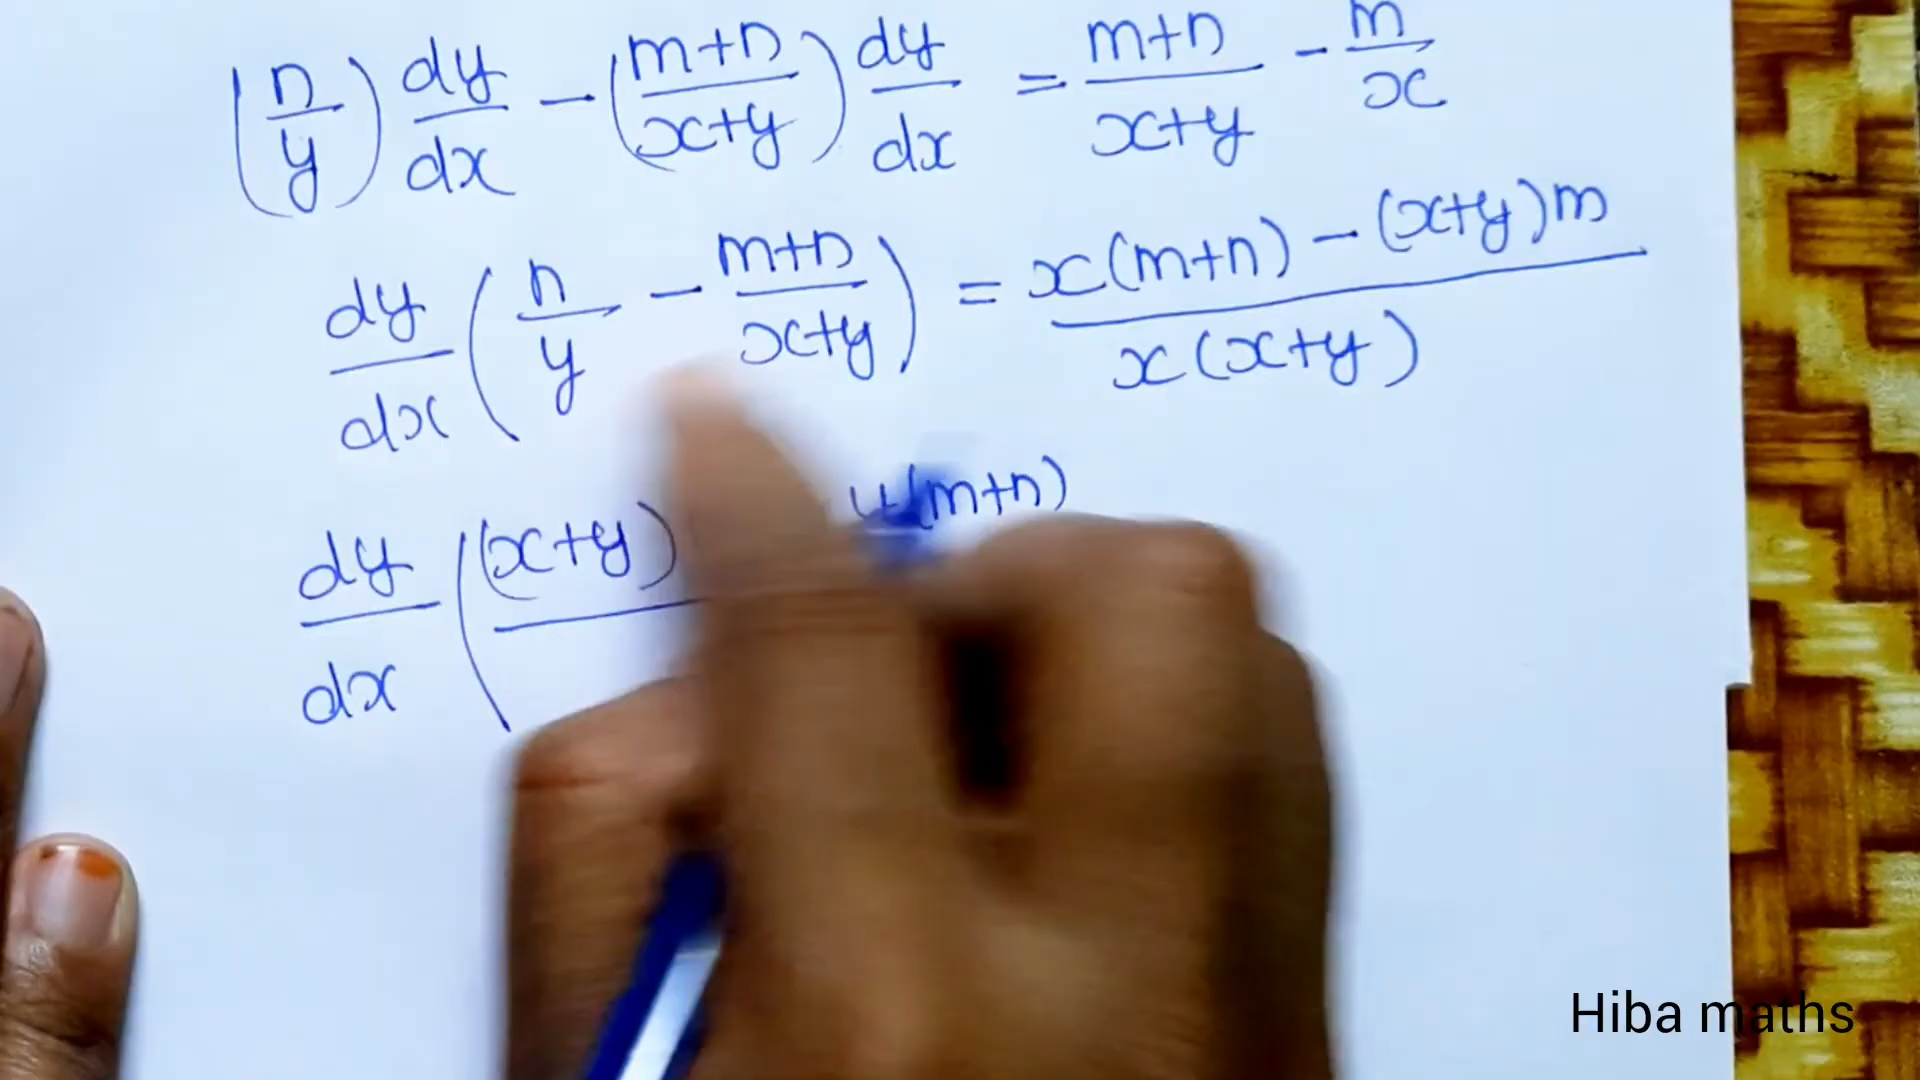 (n/y) dy/dx - (m+n/x+y) dy/dx = m+n/x+y - m/x
dy/dx (n/y - m+n/x+y) = x(m+n) - (x+y)m / x(x+y)
dy/dx ((x+y) y(m+n)
Hiba maths